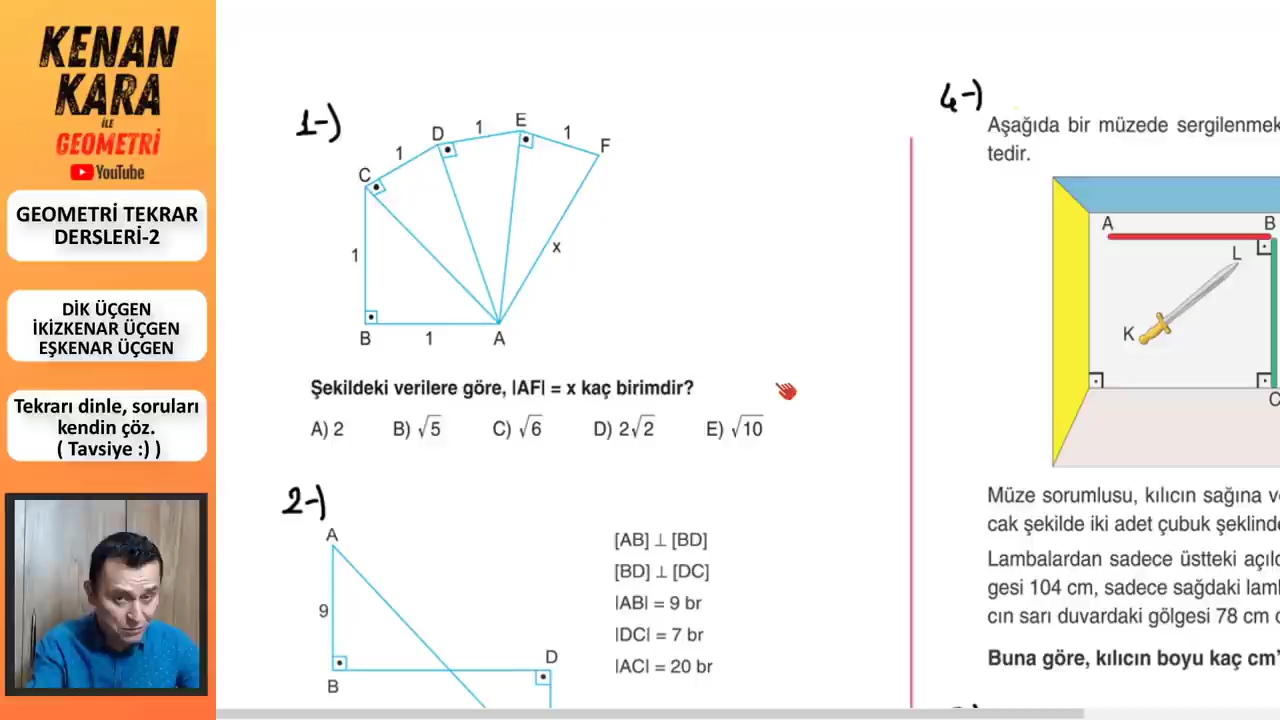 KENAN
KARA
İLE
GEOMETRİ
YouTube
GEOMETRİ TEKRAR
DERSLERİ-2
DİK ÜÇGEN
İKİZKENAR ÜÇGEN
EŞKENAR ÜÇGEN
Tekrarı dinle, soruları
kendin çöz.
( Tavsiye :) )
1-)
E
D
1
1
F
1
C
x
1
B
1
A
Şekildeki verilere göre, |AF| = x kaç birimdir?
A) 2 B) √5 C) √6 D) 2√2 E) √10
2-)
A
9
B
D
[AB] ⊥ [BD]
[BD] ⊥ [DC]
|AB| = 9 br
|DC| = 7 br
|AC| = 20 br
4-)
Aşağıda bir müzede sergilenmek
tedir.
A B
L
K
C
Müze sorumlusu, kılıcın sağına ve
cak şekilde iki adet çubuk şeklinde
Lambalardan sadece üstteki açıld
gesi 104 cm, sadece sağdaki lamb
cın sarı duvardaki gölgesi 78 cm o
Buna göre, kılıcın boyu kaç cm'